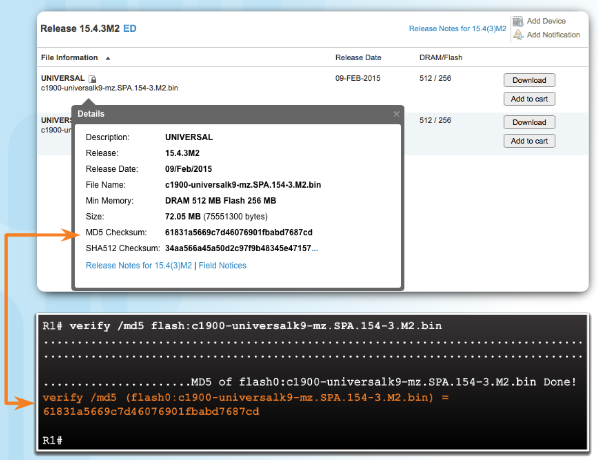 Release 15.4.3M2 ED
Release Notes for 15.4(3)M2
Add Device
Add Notification
File Information
Release Date
DRAM/Flash
UNIVERSAL
c1900-universalk9-mz.SPA.154-3.M2.bin
09-FEB-2015
512 / 256
Download
Add to cart
512 / 256
Download
Add to cart
Details
Description: UNIVERSAL
Release: 15.4.3M2
Release Date: 09/Feb/2015
File Name: c1900-universalk9-mz.SPA.154-3.M2.bin
Min Memory: DRAM 512 MB Flash 256 MB
Size: 72.05 MB (75551300 bytes)
MD5 Checksum: 61831a5669c7d46076901fbabd7687cd
SHA512 Checksum: 34aa566a45a50d2c97f9b48345e47157...
Release Notes for 15.4(3)M2 | Field Notices
R1# verify /md5 flash:c1900-universalk9-mz.SPA.154-3.M2.bin
................................................................................
................................................................................
......................MD5 of flash0:c1900-universalk9-mz.SPA.154-3.M2.bin Done!
verify /md5 (flash0:c1900-universalk9-mz.SPA.154-3.M2.bin) =
61831a5669c7d46076901fbabd7687cd
R1#